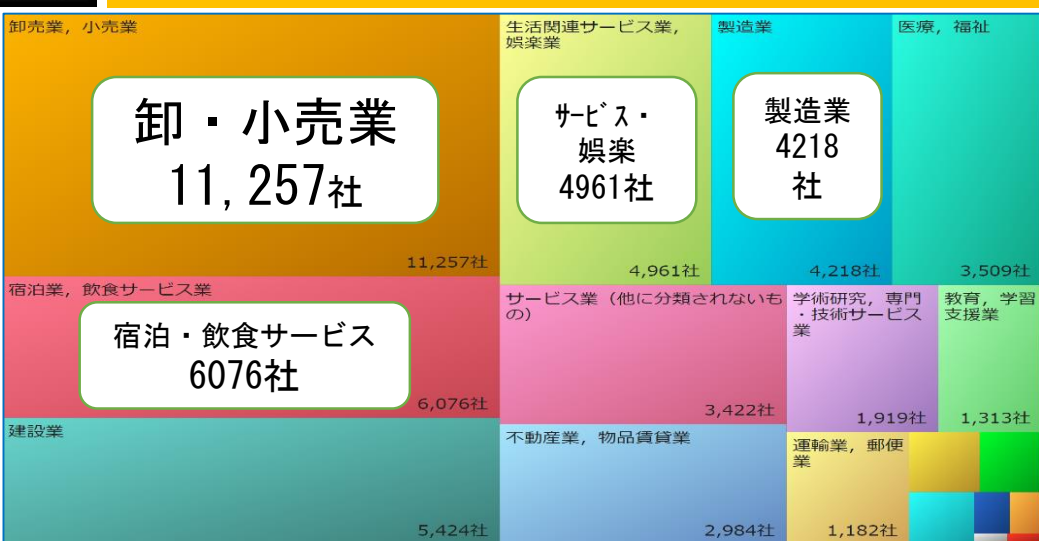 卸売業, 小売業
卸・小売業
11,257社
11,257社
生活関連サービス業,
娯楽業
ｻｰﾋﾞｽ・
娯楽
4961社
4,961社
製造業
製造業
4218
社
4,218社
医療, 福祉
3,509社
宿泊業, 飲食サービス業
宿泊・飲食サービス
6076社
6,076社
サービス業（他に分類されないも
の）
3,422社
学術研究, 専門
・技術サービス
業
1,919社
教育, 学習
支援業
1,313社
建設業
5,424社
不動産業, 物品賃貸業
2,984社
運輸業, 郵便
業
1,182社